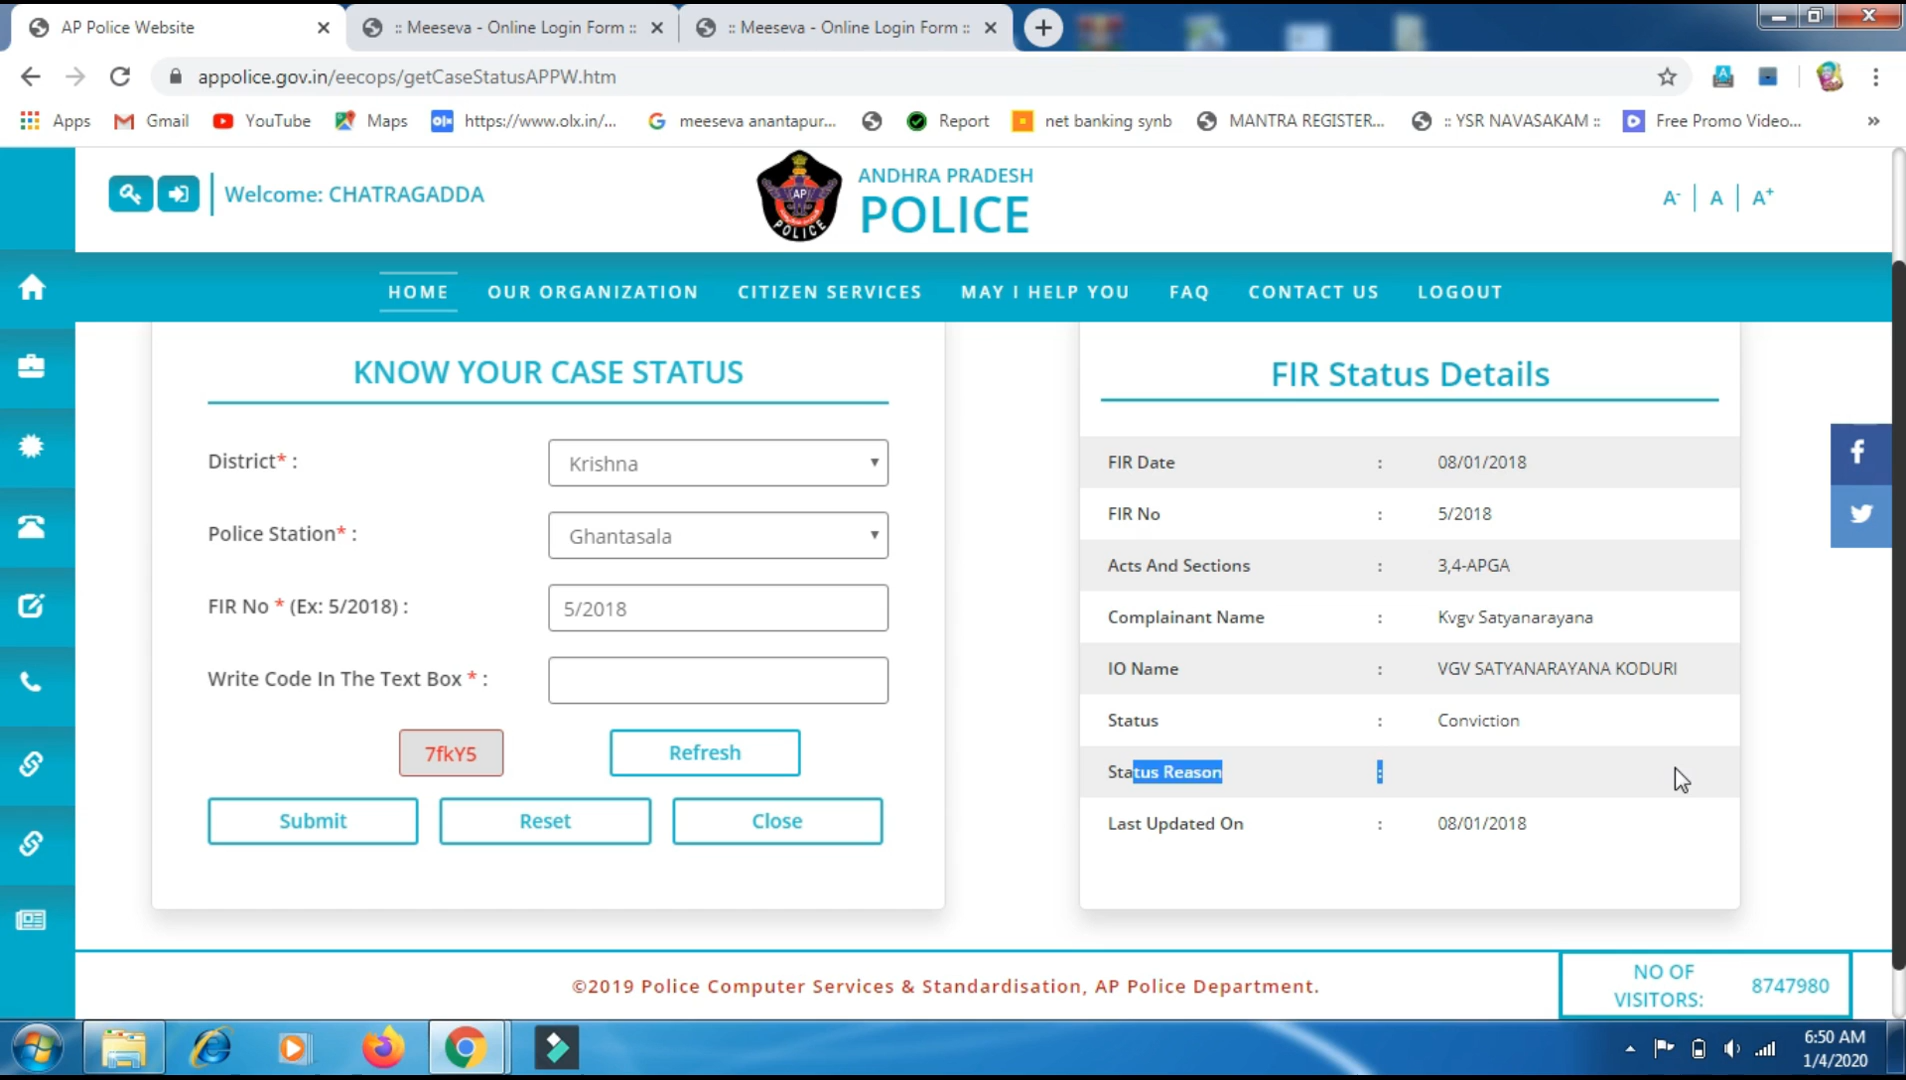 AP Police Website
:: Meeseva - Online Login Form ::
:: Meeseva - Online Login Form ::
appolice.gov.in/eecops/getCaseStatusAPPW.htm
Apps
Gmail
YouTube
Maps
https://www.olx.in/...
meeseva anantapur...
Report
net banking synb
MANTRA REGISTER...
:: YSR NAVASAKAM ::
Free Promo Video...
»
Welcome: CHATRAGADDA
AP
POLICE
ANDHRA PRADESH
POLICE
A- | A | A+
HOME
OUR ORGANIZATION
CITIZEN SERVICES
MAY I HELP YOU
FAQ
CONTACT US
LOGOUT
KNOW YOUR CASE STATUS
District* :
Krishna
Police Station* :
Ghantasala
FIR No * (Ex: 5/2018) :
5/2018
Write Code In The Text Box * :
7fkY5
Refresh
Submit
Reset
Close
FIR Status Details
FIR Date : 08/01/2018
FIR No : 5/2018
Acts And Sections : 3,4-APGA
Complainant Name : Kvgv Satyanarayana
IO Name : VGV SATYANARAYANA KODURI
Status : Conviction
Status Reason :
Last Updated On : 08/01/2018
©2019 Police Computer Services & Standardisation, AP Police Department.
NO OF
VISITORS:
8747980
6:50 AM
1/4/2020